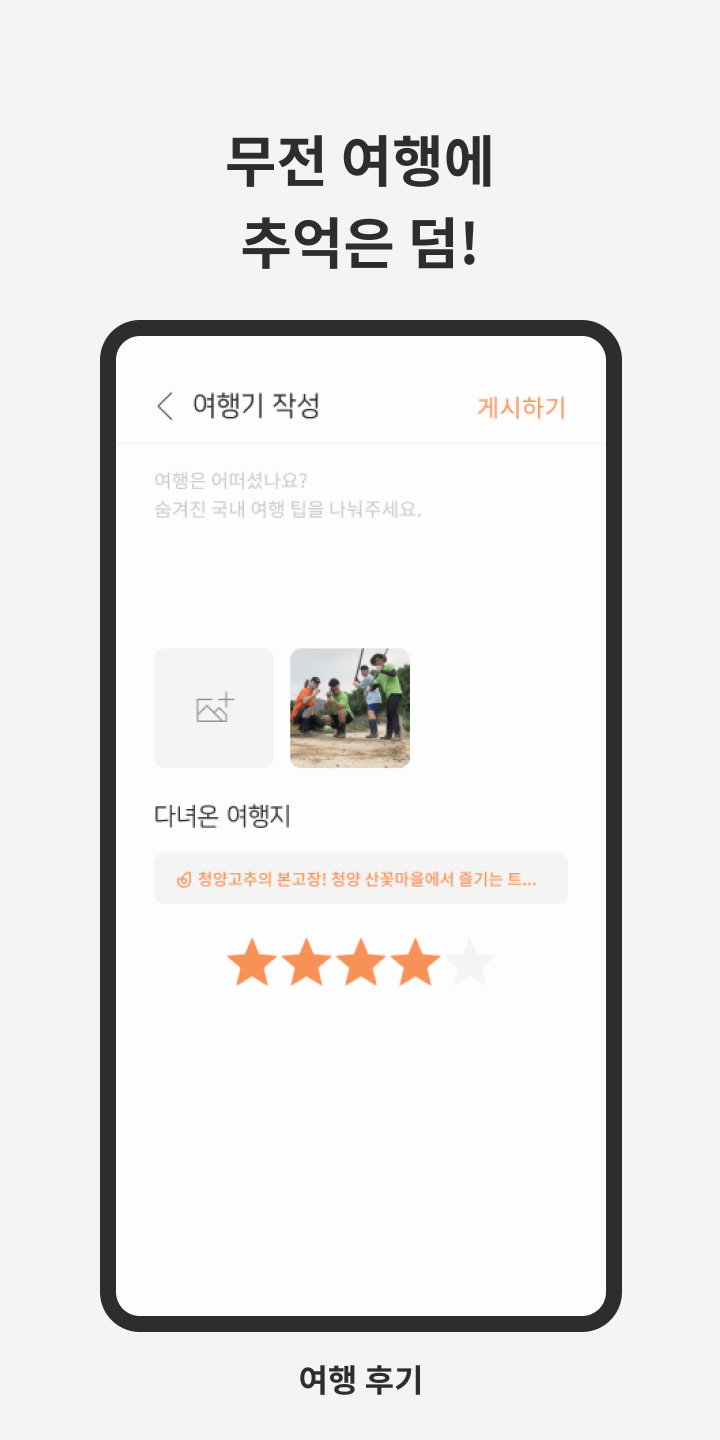 무전 여행에
추억은 덤!
여행기 작성
게시하기
여행은 어떠셨나요?
숨겨진 국내 여행 팁을 나눠주세요.
다녀온 여행지
청양고추의 본고장! 청양 산꽃마을에서 즐기는 트...
여행 후기